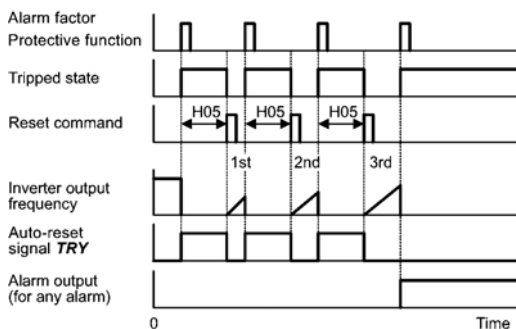 Alarm factor
Protective function
Tripped state
H05 H05 H05
Reset command
1st 2nd 3rd
Inverter output
frequency
Auto-reset
signal TRY
Alarm output
(for any alarm)
0 Time